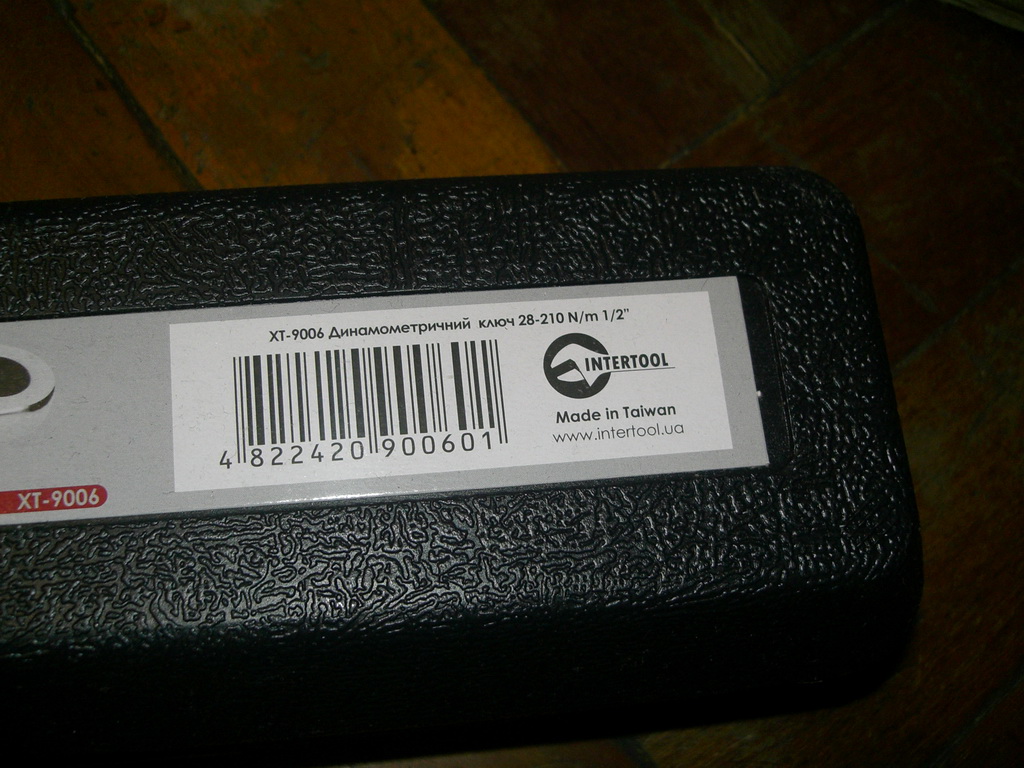 XT-9006 Динамометричний ключ 28-210 N/m 1/2"
INTERTOOL
Made in Taiwan
www.intertool.ua
4 822420 900601
XT-9006